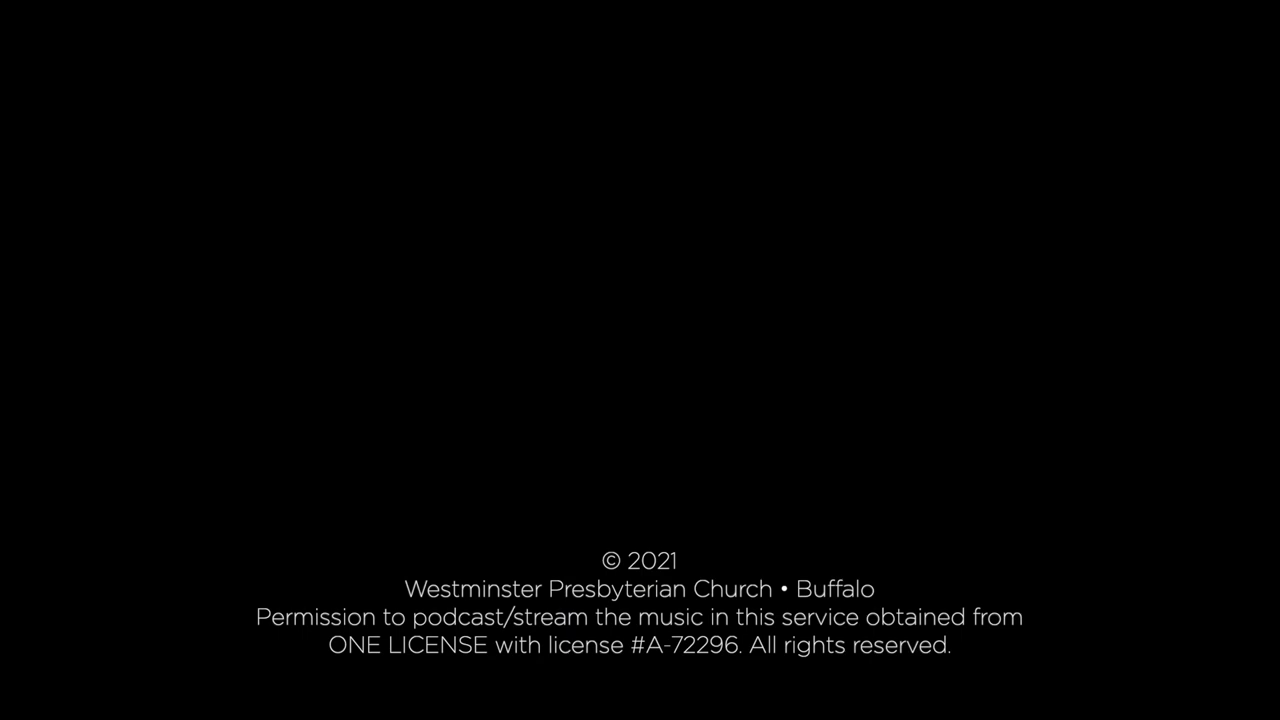 © 2021
Westminster Presbyterian Church • Buffalo
Permission to podcast/stream the music in this service obtained from
ONE LICENSE with license #A-72296. All rights reserved.